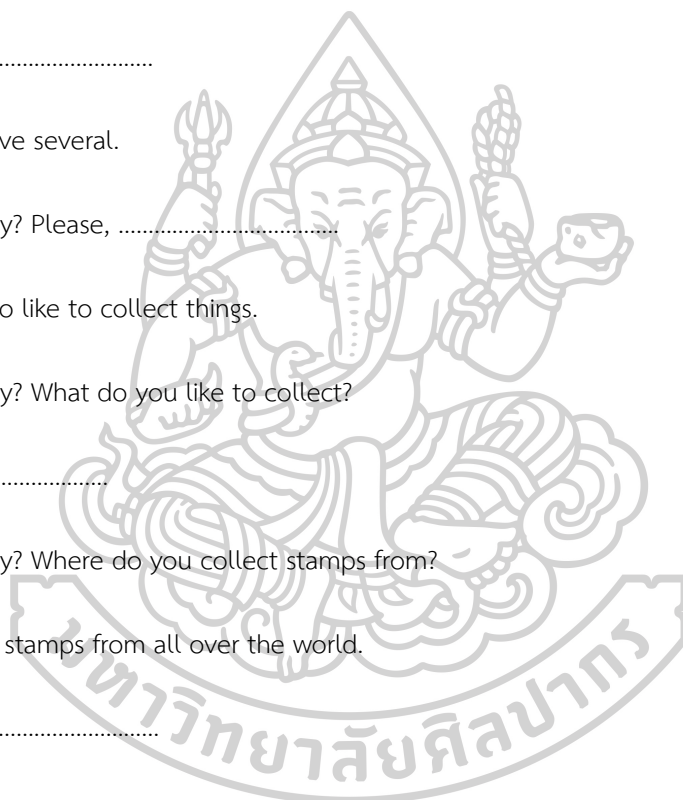 ...........................
ve several.
y? Please, .....................................
o like to collect things.
y? What do you like to collect?
...................
y? Where do you collect stamps from?
stamps from all over the world.
...........................
มหาวิทยาลัยศิลปากร